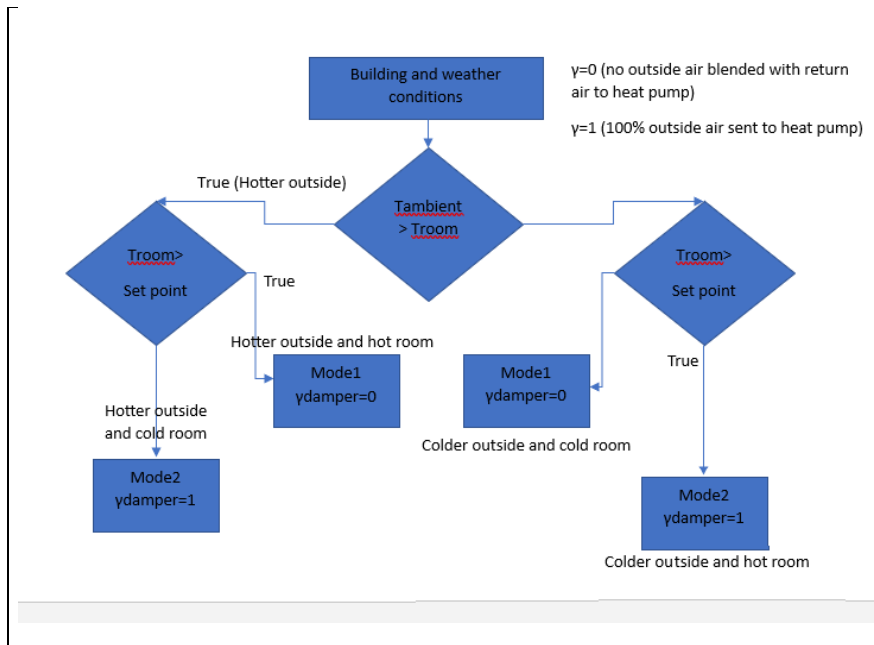 Building and weather
conditions
γ=0 (no outside air blended with return
air to heat pump)
γ=1 (100% outside air sent to heat pump)
True (Hotter outside)
Tambient
> Troom
Troom>
Set point
True
Troom>
Set point
Hotter outside and hot room
Mode1
γdamper=0
Mode1
γdamper=0
True
Colder outside and cold room
Hotter outside
and cold room
Mode2
γdamper=1
Mode2
γdamper=1
Colder outside and hot room